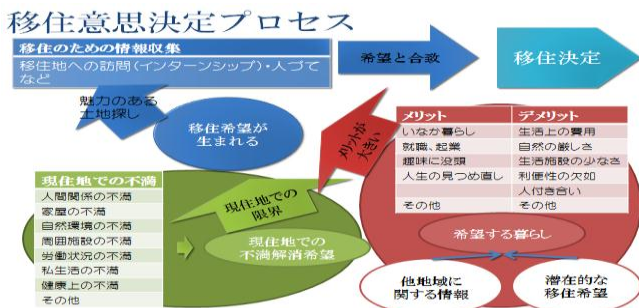 移住意思決定プロセス
移住のための情報収集
移住地への訪問(インターンシップ)・人づて
など
希望と合致
移住決定
魅力のある
土地探し
移住希望が
生まれる
メリットが
大きい
メリット
デメリット
いなか暮らし
生活上の費用
就職、起業
自然の厳しさ
趣味に没頭
生活施設の少なさ
人生の見つめ直し
利便性の欠如
人付き合い
その他
その他
現住地での不満
人間関係の不満
家屋の不満
自然環境の不満
周囲施設の不満
労働状況の不満
私生活の不満
健康上の不満
その他
現住地での
限界
現住地での
不満解消希望
希望する暮らし
他地域に
関する情報
潜在的な
移住希望